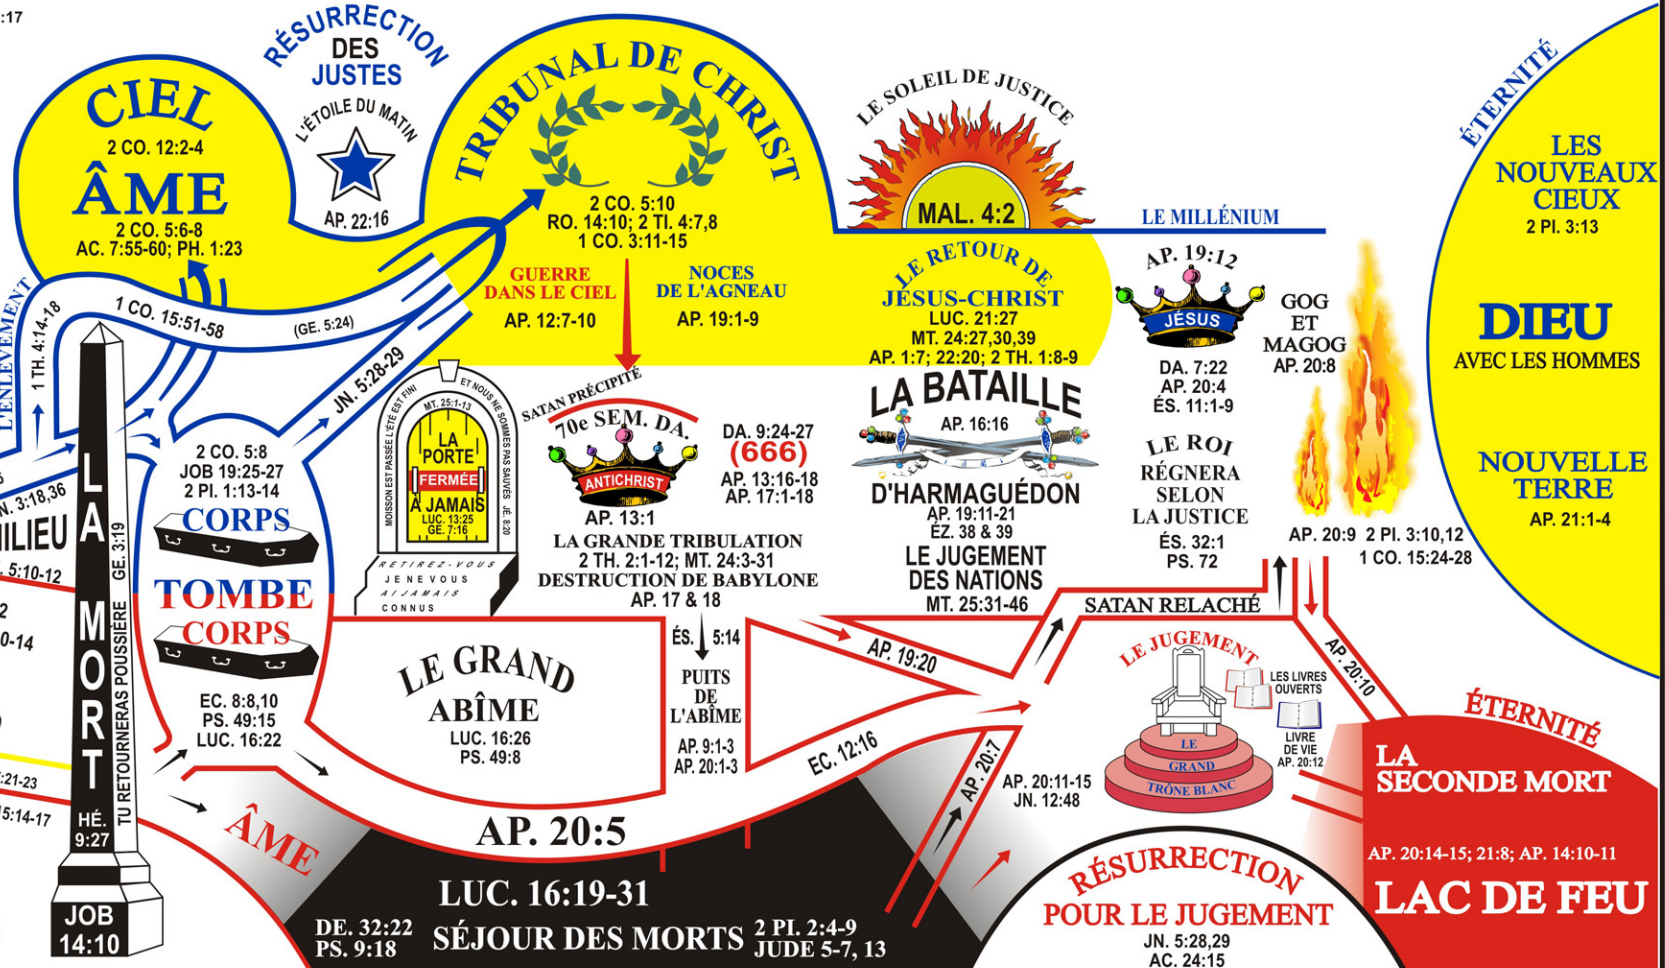 :17
CIEL
2 CO. 12:2-4
ÂME
2 CO. 5:6-8
AC. 7:55-60; PH. 1:23
RÉSURRECTION
DES
JUSTES
L'ÉTOILE DU MATIN
AP. 22:16
TRIBUNAL DE CHRIST
2 CO. 5:10
RO. 14:10; 2 TI. 4:7,8
1 CO. 3:11-15
GUERRE
DANS LE CIEL
AP. 12:7-10
NOCES
DE L'AGNEAU
AP. 19:1-9
LE SOLEIL DE JUSTICE
MAL. 4:2
LE RETOUR DE
JÉSUS-CHRIST
LUC. 21:27
MT. 24:27,30,39
AP. 1:7; 22:20; 2 TH. 1:8-9
LE MILLÉNIUM
AP. 19:12
JÉSUS
DA. 7:22
AP. 20:4
ÉS. 11:1-9
LE ROI
RÉGNERA
SELON
LA JUSTICE
ÉS. 32:1
PS. 72
GOG
ET
MAGOG
AP. 20:8
AP. 20:9
2 PI. 3:10,12
1 CO. 15:24-28
ÉTERNITÉ
LES
NOUVEAUX
CIEUX
2 PI. 3:13
DIEU
AVEC LES HOMMES
NOUVELLE
TERRE
AP. 21:1-4
L'ENLÈVEMENT
1 TH. 4:14-18
1 CO. 15:51-58
(GE. 5:24)
JN. 5:28-29
N. 3:18,36
ILIEU
. 5:10-12
2
0-14
:21-23
15:14-17
LA MORT
GE. 3:19
TU RETOURNERAS POUSSIÈRE
HÉ.
9:27
JOB
14:10
2 CO. 5:8
JOB 19:25-27
2 PI. 1:13-14
CORPS
TOMBE
CORPS
EC. 8:8,10
PS. 49:15
LUC. 16:22
MOISSON EST PASSÉE L'ÉTÉ EST FINI
ET NOUS NE SOMMES PAS SAUVÉS JÉ. 8:20
MT. 25:1-13
LA
PORTE
FERMÉE
À JAMAIS
LUC. 13:25
GE. 7:16
RETIREZ-VOUS
JE NE VOUS
AI JAMAIS
CONNUS
SATAN PRÉCIPITÉ
70e SEM. DA.
ANTICHRIST
AP. 13:1
DA. 9:24-27
(666)
AP. 13:16-18
AP. 17:1-18
LA GRANDE TRIBULATION
2 TH. 2:1-12; MT. 24:3-31
DESTRUCTION DE BABYLONE
AP. 17 & 18
LA BATAILLE
AP. 16:16
D'HARMAGUÉDON
AP. 19:11-21
ÉZ. 38 & 39
LE JUGEMENT
DES NATIONS
MT. 25:31-46
LE GRAND
ABÎME
LUC. 16:26
PS. 49:8
ÉS. 5:14
PUITS
DE
L'ABÎME
AP. 9:1-3
AP. 20:1-3
AP. 19:20
SATAN RELACHÉ
AP. 20:10
EC. 12:16
AP. 20:7
ÂME
AP. 20:5
LUC. 16:19-31
DE. 32:22
PS. 9:18
SÉJOUR DES MORTS
2 PI. 2:4-9
JUDE 5-7, 13
LE JUGEMENT
LES LIVRES
OUVERTS
LIVRE
DE VIE
AP. 20:12
LE
GRAND
TRÔNE BLANC
AP. 20:11-15
JN. 12:48
RÉSURRECTION
POUR LE JUGEMENT
JN. 5:28,29
AC. 24:15
ÉTERNITÉ
LA
SECONDE MORT
AP. 20:14-15; 21:8; AP. 14:10-11
LAC DE FEU